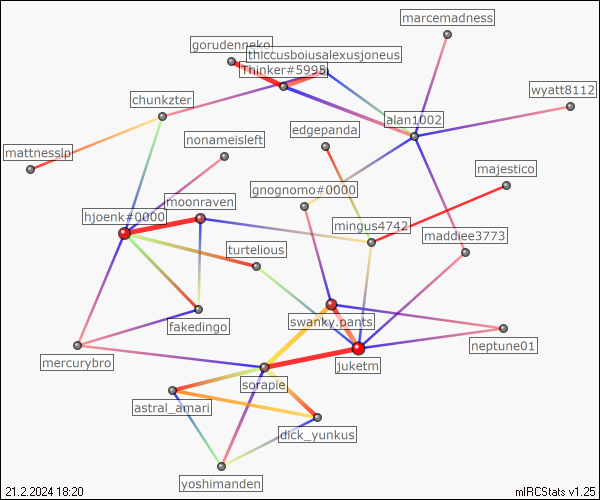 marcemadness
gorudenneko
thiccusboiusalexusjoneus
Thinker#5995
wyatt8112
chunkzter
alan1002
edgepanda
nonameisleft
mattnesslp
majestico
gnognomo#0000
moonraven
hjoenk#0000
mingus4742
maddiee3773
turtelious
swanky.pants
fakedingo
neptune01
mercurybro
juketm
sorapie
astral_amari
dick_yunkus
yoshimanden
21.2.2024 18:20
mIRCStats v1.25